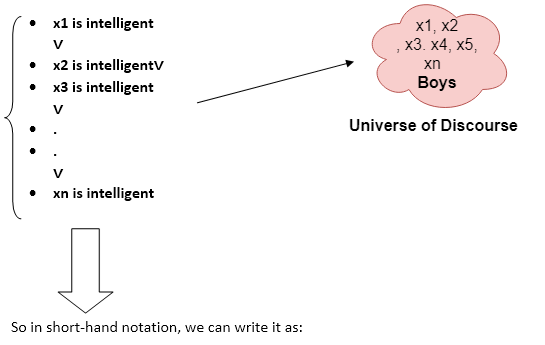 • x1 is intelligent
V
• x2 is intelligentV
• x3 is intelligent
V
• .
• .
V
• xn is intelligent
x1, x2
, x3. x4, x5,
xn
Boys
Universe of Discourse
So in short-hand notation, we can write it as: